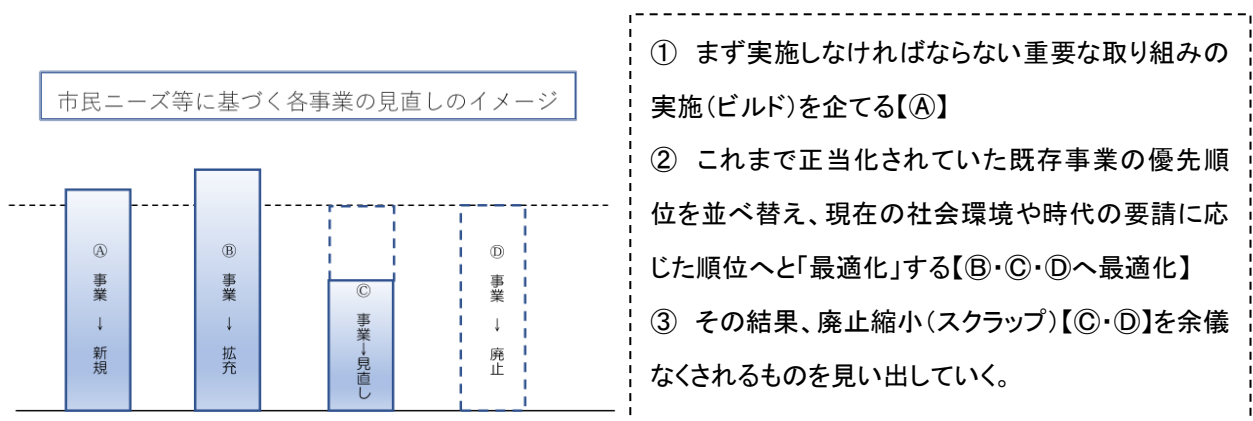 市民ニーズ等に基づく各事業の見直しのイメージ
Ⓐ 事業 → 新規
Ⓑ 事業 → 拡充
Ⓒ 事業→見直し
Ⓓ 事業 → 廃止
① まず実施しなければならない重要な取り組みの
実施(ビルド)を企てる【Ⓐ】
② これまで正当化されていた既存事業の優先順
位を並べ替え、現在の社会環境や時代の要請に応
じた順位へと「最適化」する【Ⓑ・Ⓒ・Ⓓへ最適化】
③ その結果、廃止縮小(スクラップ)【Ⓒ・Ⓓ】を余儀
なくされるものを見い出していく。